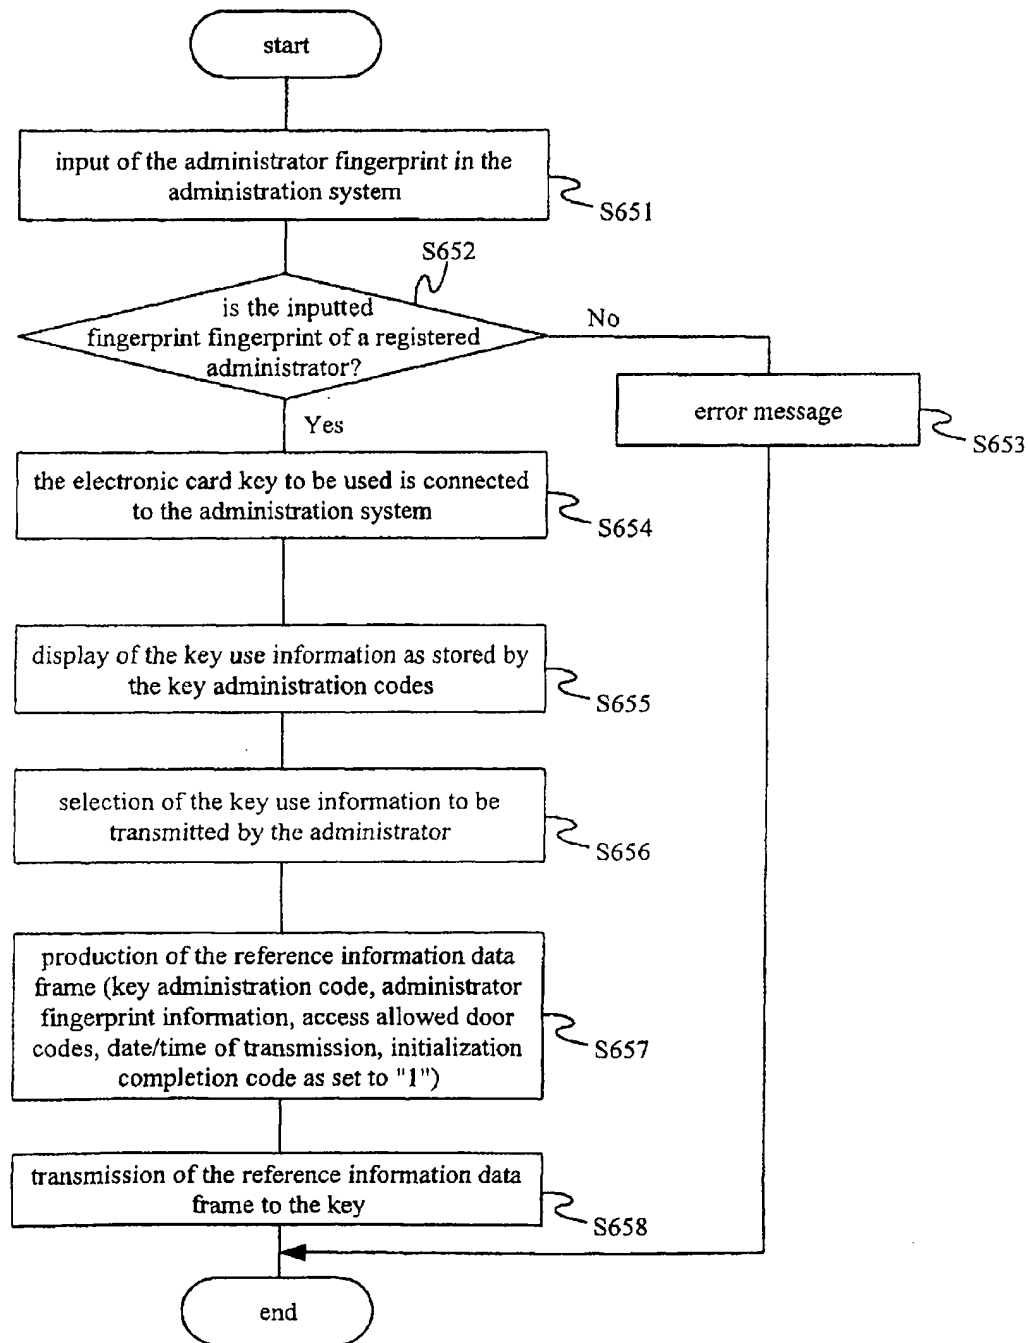 start
input of the administrator fingerprint in the
administration system
S651
S652
is the inputted
fingerprint fingerprint of a registered
administrator?
No
Yes
error message
S653
the electronic card key to be used is connected
to the administration system
S654
display of the key use information as stored by
the key administration codes
S655
selection of the key use information to be
transmitted by the administrator
S656
production of the reference information data
frame (key administration code, administrator
fingerprint information, access allowed door
codes, date/time of transmission, initialization
completion code as set to "1")
S657
transmission of the reference information data
frame to the key
S658
end